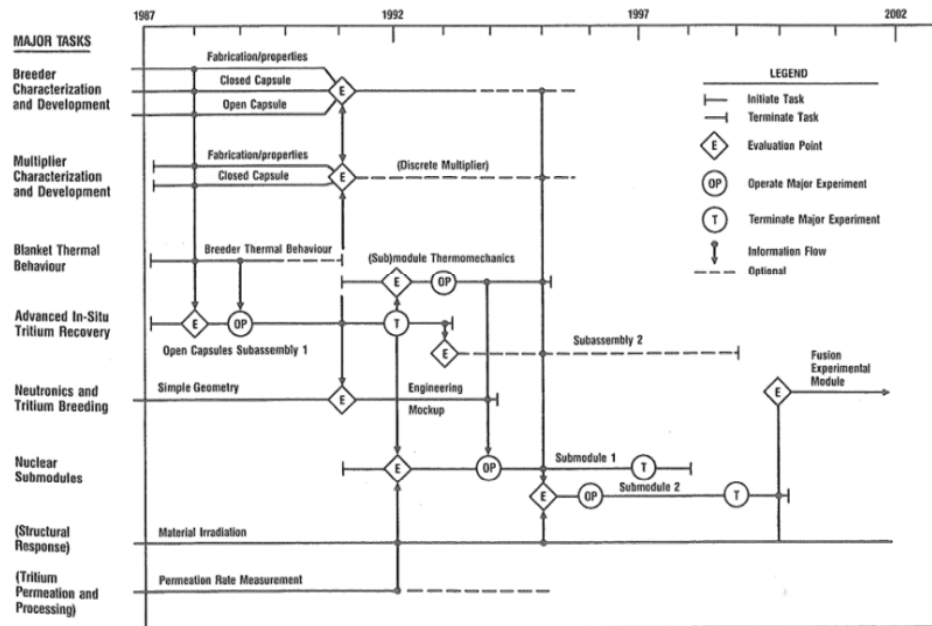 1987 1992 1997 2002
MAJOR TASKS
Breeder
Characterization
and Development
Fabrication/properties
Closed Capsule
Open Capsule
E
Multiplier
Characterization
and Development
Fabrication/properties
Closed Capsule
E
(Discrete Multiplier)
LEGEND
Initiate Task
Terminate Task
E Evaluation Point
OP Operate Major Experiment
T Terminate Major Experiment
Information Flow
Optional
Blanket Thermal
Behaviour
Breeder Thermal Behaviour
(Sub)module Thermomechanics
E OP
Advanced In-Situ
Tritium Recovery
E OP T
Open Capsules Subassembly 1
E
Subassembly 2
Neutronics and
Tritium Breeding
Simple Geometry
E
Engineering
Mockup
Fusion
Experimental
Module
E
Nuclear
Submodules
E OP Submodule 1 T
E OP Submodule 2 T
(Structural
Response)
Material Irradiation
(Tritium
Permeation and
Processing)
Permeation Rate Measurement